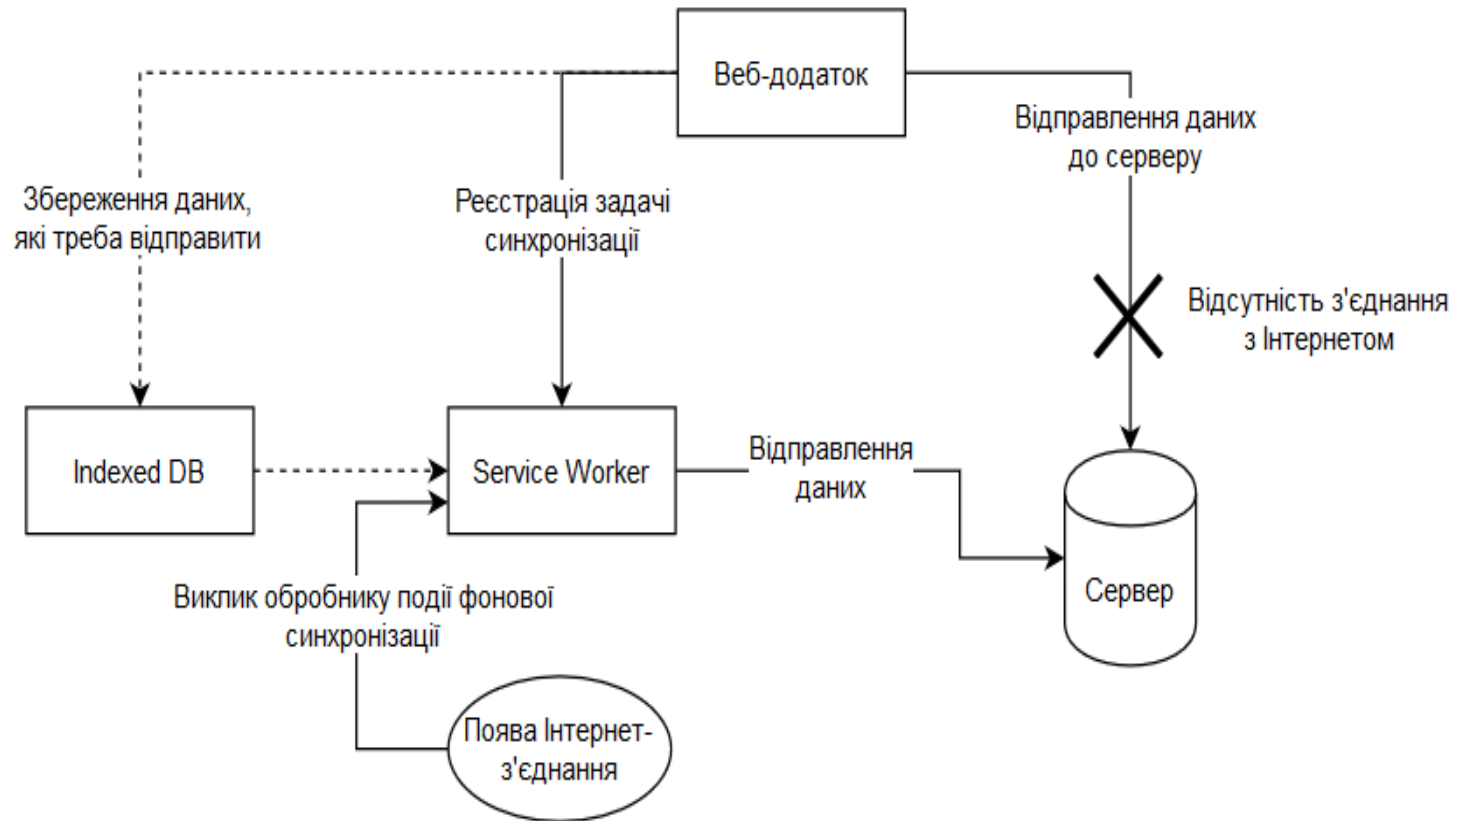 Веб-додаток
Відправлення даних
до серверу
Збереження даних,
які треба відправити
Реєстрація задачі
синхронізації
Відсутність з'єднання
з Інтернетом
Indexed DB
Service Worker
Відправлення
даних
Сервер
Виклик обробнику події фонової
синхронізації
Поява Інтернет-
з'єднання